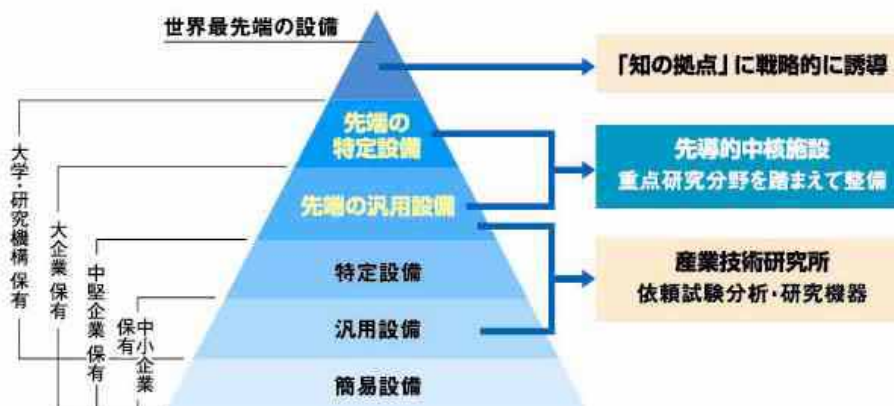 世界最先端の設備
「知の拠点」に戦略的に誘導
先端の
特定設備
先導的中核施設
重点研究分野を踏まえて整備
先端の汎用設備
特定設備
産業技術研究所
依頼試験分析・研究機器
汎用設備
簡易設備
大学・研究機構 保有
大企業 保有
中堅企業 保有
中小企業
保有